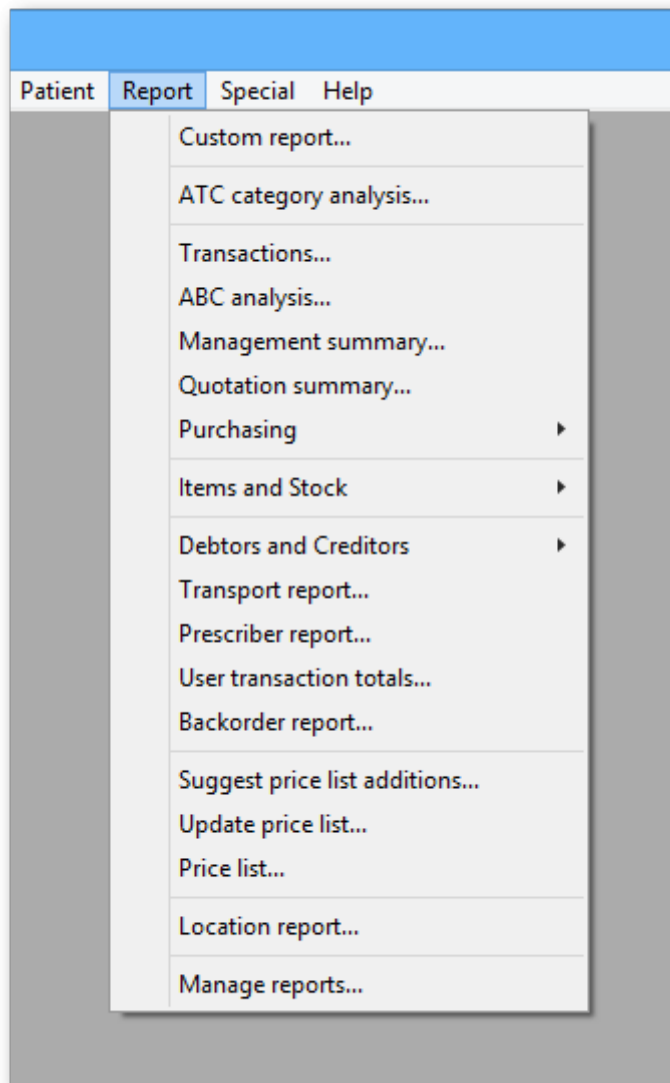 Patient Report Special Help
Custom report...
ATC category analysis...
Transactions...
ABC analysis...
Management summary...
Quotation summary...
Purchasing
Items and Stock
Debtors and Creditors
Transport report...
Prescriber report...
User transaction totals...
Backorder report...
Suggest price list additions...
Update price list...
Price list...
Location report...
Manage reports...